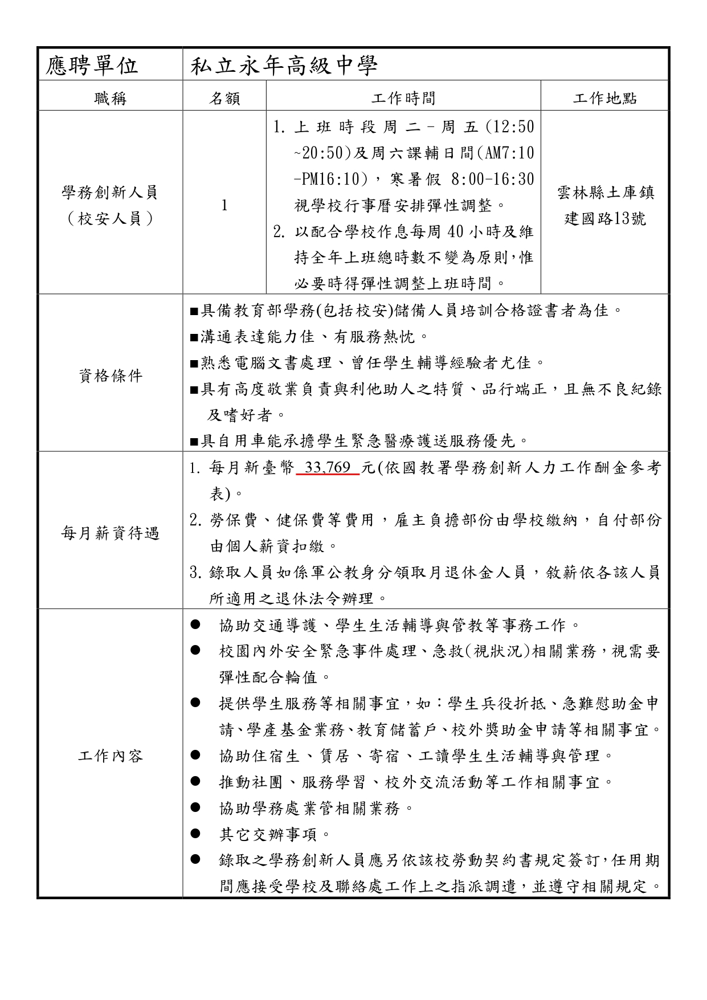 應聘單位 私立永年高級中學
職稱 名額 工作時間 工作地點
學務創新人員
（校安人員）
1
1. 上班時段周二-周五(12:50
~20:50)及周六課輔日間(AM7:10
-PM16:10)，寒暑假 8:00-16:30
視學校行事曆安排彈性調整。
2. 以配合學校作息每周 40 小時及維
持全年上班總時數不變為原則，惟
必要時得彈性調整上班時間。
雲林縣土庫鎮
建國路13號
資格條件
■具備教育部學務(包括校安)儲備人員培訓合格證書者為佳。
■溝通表達能力佳、有服務熱忱。
■熟悉電腦文書處理、曾任學生輔導經驗者尤佳。
■具有高度敬業負責與利他助人之特質、品行端正，且無不良紀錄
及嗜好者。
■具自用車能承擔學生緊急醫療護送服務優先。
每月薪資待遇
1. 每月新臺幣 33,769 元(依國教署學務創新人力工作酬金參考
表)。
2. 勞保費、健保費等費用，雇主負擔部份由學校繳納，自付部份
由個人薪資扣繳。
3. 錄取人員如係軍公教身分領取月退休金人員，敘薪依各該人員
所適用之退休法令辦理。
工作內容
● 協助交通導護、學生生活輔導與管教等事務工作。
● 校園內外安全緊急事件處理、急救(視狀況)相關業務，視需要
彈性配合輪值。
● 提供學生服務等相關事宜，如：學生兵役折抵、急難慰助金申
請、學產基金業務、教育儲蓄戶、校外獎助金申請等相關事宜。
● 協助住宿生、賃居、寄宿、工讀學生生活輔導與管理。
● 推動社團、服務學習、校外交流活動等工作相關事宜。
● 協助學務處業管相關業務。
● 其它交辦事項。
● 錄取之學務創新人員應另依該校勞動契約書規定簽訂，任用期
間應接受學校及聯絡處工作上之指派調遣，並遵守相關規定。